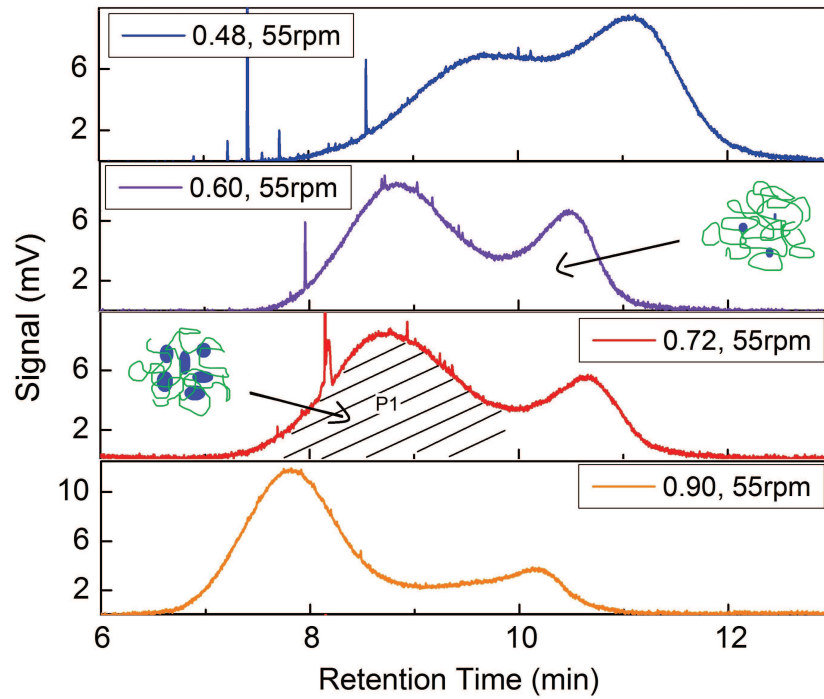 0.48, 55rpm
6
2
0.60, 55rpm
6
2
Signal (mV)
0.72, 55rpm
6
P1
2
0.90, 55rpm
10
6
2
6 8 10 12
Retention Time (min)